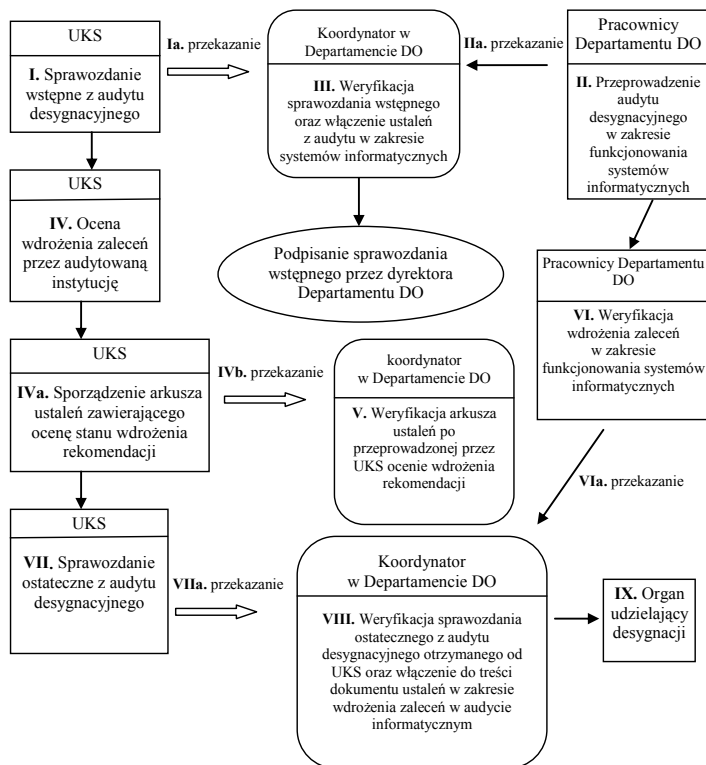 UKS
I. Sprawozdanie
wstępne z audytu
desygnacyjnego
Ia. przekazanie
Koordynator w
Departamencie DO
III. Weryfikacja
sprawozdania wstępnego
oraz włączenie ustaleń
z audytu w zakresie
systemów informatycznych
IIa. przekazanie
Pracownicy
Departamentu DO
II. Przeprowadzenie
audytu
desygnacyjnego
w zakresie
funkcjonowania
systemów
informatycznych
UKS
IV. Ocena
wdrożenia zaleceń
przez audytowaną
instytucję
Podpisanie sprawozdania
wstępnego przez dyrektora
Departamentu DO
Pracownicy Departamentu
DO
VI. Weryfikacja
wdrożenia zaleceń
w zakresie
funkcjonowania systemów
informatycznych
UKS
IVa. Sporządzenie arkusza
ustaleń zawierającego
ocenę stanu wdrożenia
rekomendacji
IVb. przekazanie
koordynator
w Departamencie DO
V. Weryfikacja arkusza
ustaleń po
przeprowadzonej przez
UKS ocenie wdrożenia
rekomendacji
VIa. przekazanie
UKS
VII. Sprawozdanie
ostateczne z audytu
desygnacyjnego
VIIa. przekazanie
Koordynator
w Departamencie DO
VIII. Weryfikacja sprawozdania
ostatecznego z audytu
desygnacyjnego otrzymanego od
UKS oraz włączenie do treści
dokumentu ustaleń w zakresie
wdrożenia zaleceń w audycie
informatycznym
IX. Organ
udzielający
desygnacji